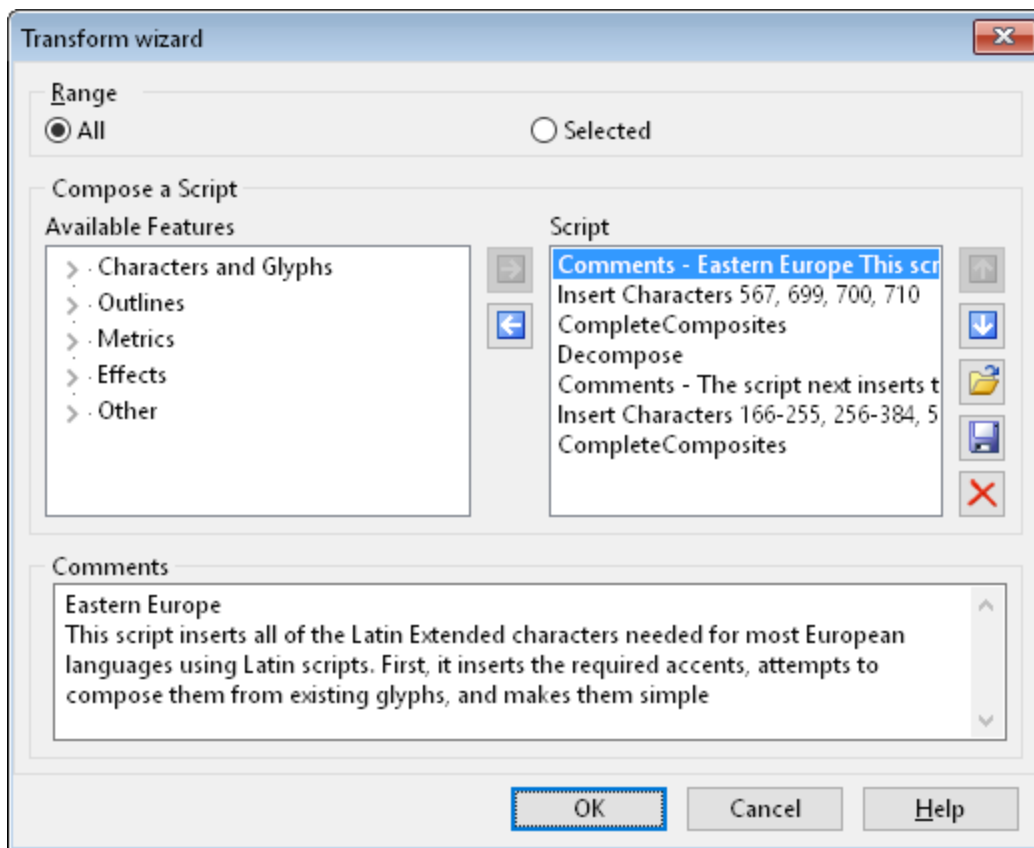 Transform wizard
Range
All
Selected
Compose a Script
Available Features
Characters and Glyphs
Outlines
Metrics
Effects
Other
Script
Comments - Eastern Europe This scr
Insert Characters 567, 699, 700, 710
CompleteComposites
Decompose
Comments - The script next inserts t
Insert Characters 166-255, 256-384, 5
CompleteComposites
Comments
Eastern Europe
This script inserts all of the Latin Extended characters needed for most European
languages using Latin scripts. First, it inserts the required accents, attempts to
compose them from existing glyphs, and makes them simple
OK
Cancel
Help